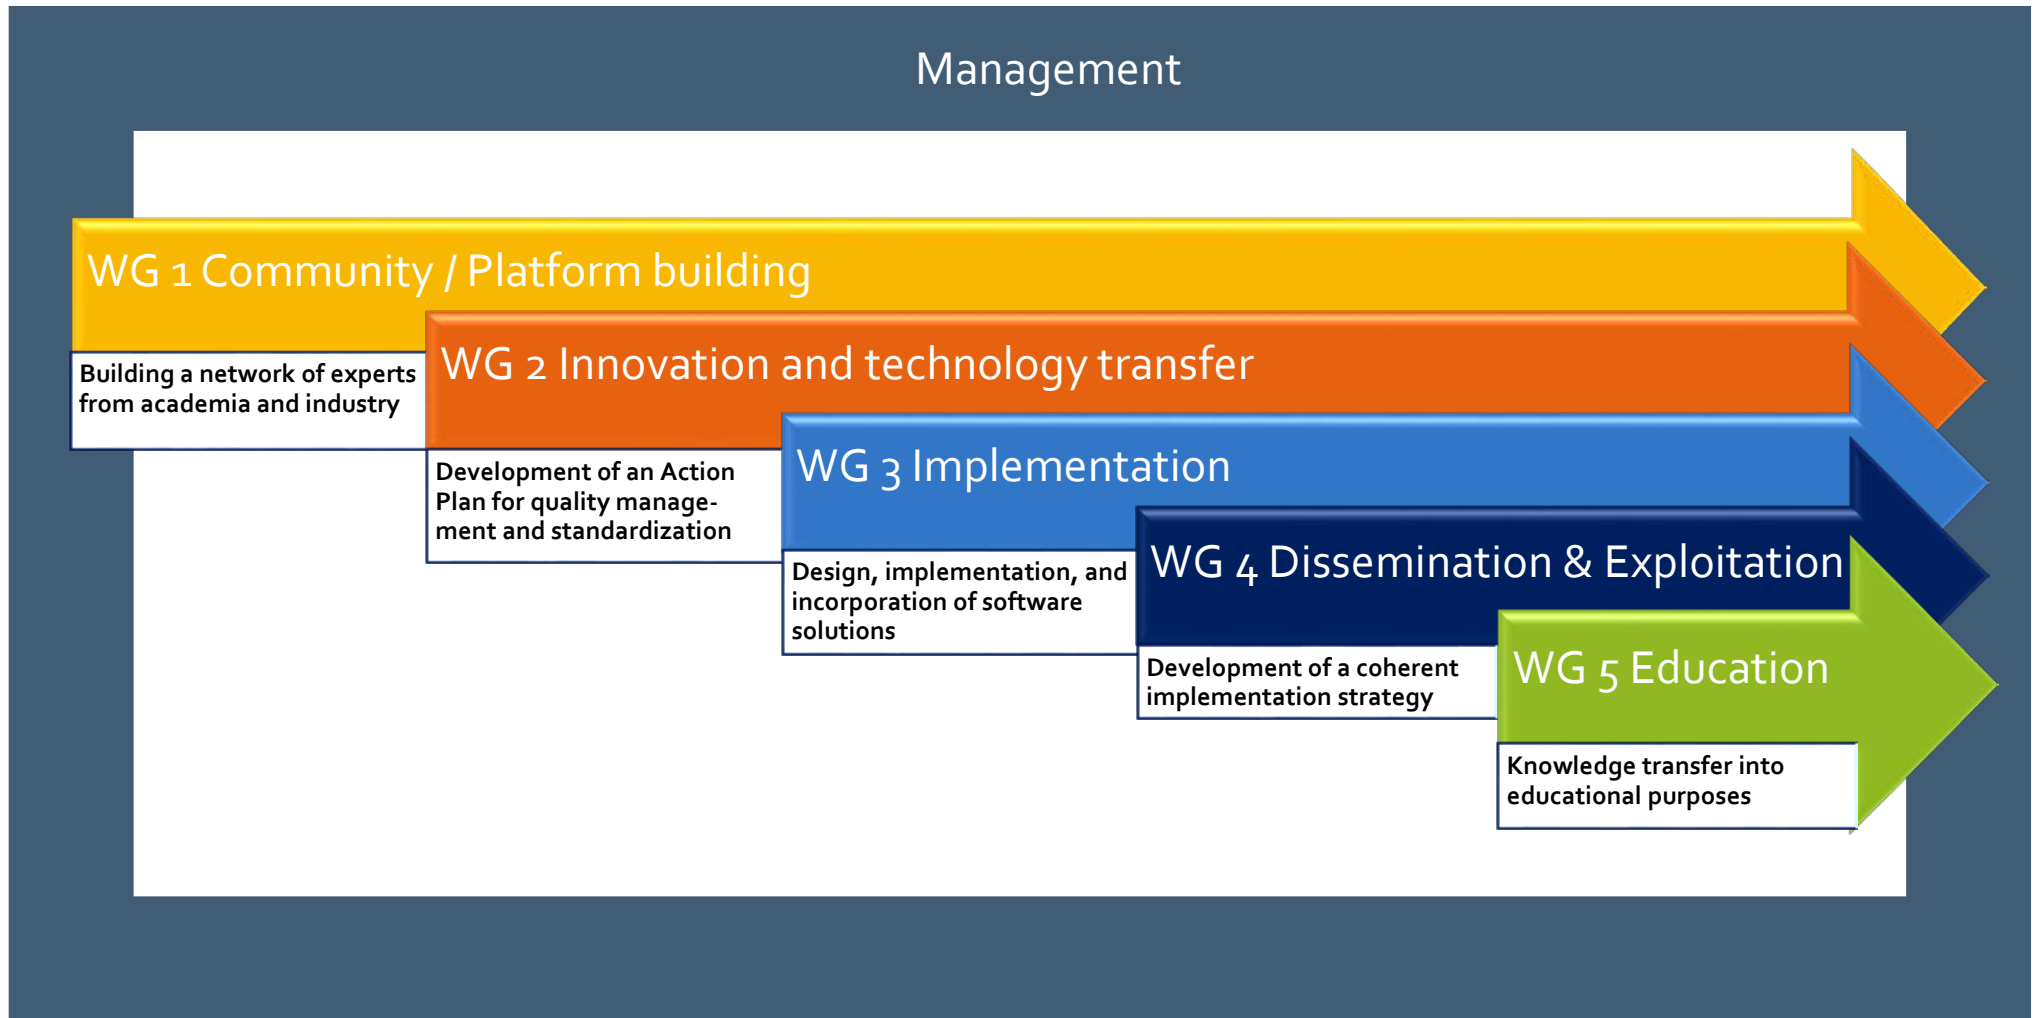 Management
WG 1 Community / Platform building
Building a network of experts
from academia and industry
WG 2 Innovation and technology transfer
Development of an Action
Plan for quality manage-
ment and standardization
WG 3 Implementation
Design, implementation, and
incorporation of software
solutions
WG 4 Dissemination & Exploitation
Development of a coherent
implementation strategy
WG 5 Education
Knowledge transfer into
educational purposes